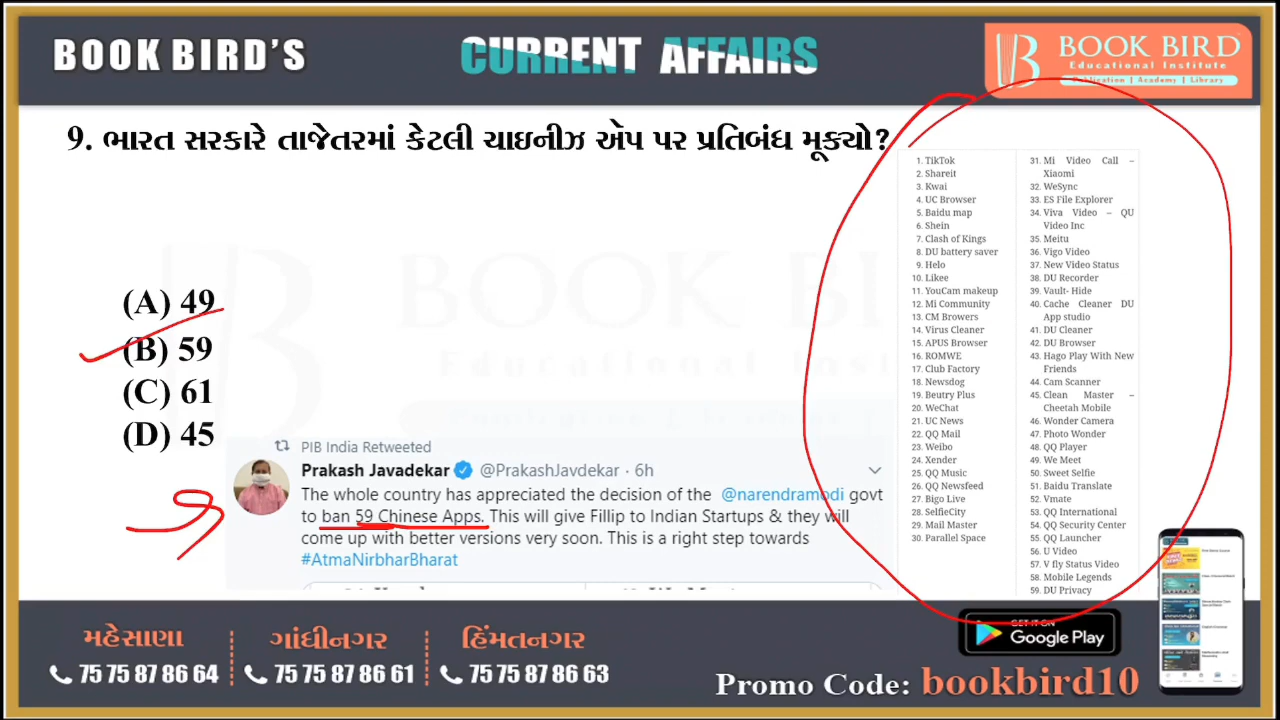 BOOK BIRD'S
CURRENT AFFAIRS
BOOK BIRD
Educational Institute
Publication | Academy | Library
9. ભારત સરકારે તાજેતરમાં કેટલી ચાઇનીઝ એપ પર પ્રતિબંધ મૂક્યો?
(A) 49
(B) 59
(C) 61
(D) 45
PIB India Retweeted
Prakash Javadekar @PrakashJavdekar · 6h
The whole country has appreciated the decision of the @narendramodi govt
to ban 59 Chinese Apps. This will give Fillip to Indian Startups & they will
come up with better versions very soon. This is a right step towards
#AtmaNirbharBharat
1. TikTok
2. Shareit
3. Kwai
4. UC Browser
5. Baidu map
6. Shein
7. Clash of Kings
8. DU battery saver
9. Helo
10. Likee
11. YouCam makeup
12. Mi Community
13. CM Browers
14. Virus Cleaner
15. APUS Browser
16. ROMWE
17. Club Factory
18. Newsdog
19. Beutry Plus
20. WeChat
21. UC News
22. QQ Mail
23. Weibo
24. Xender
25. QQ Music
26. QQ Newsfeed
27. Bigo Live
28. SelfieCity
29. Mail Master
30. Parallel Space
31. Mi Video Call –
Xiaomi
32. WeSync
33. ES File Explorer
34. Viva Video – QU
Video Inc
35. Meitu
36. Vigo Video
37. New Video Status
38. DU Recorder
39. Vault- Hide
40. Cache Cleaner DU
App studio
41. DU Cleaner
42. DU Browser
43. Hago Play With New
Friends
44. Cam Scanner
45. Clean Master –
Cheetah Mobile
46. Wonder Camera
47. Photo Wonder
48. QQ Player
49. We Meet
50. Sweet Selfie
51. Baidu Translate
52. Vmate
53. QQ International
54. QQ Security Center
55. QQ Launcher
56. U Video
57. V fly Status Video
58. Mobile Legends
59. DU Privacy
મહેસાણા
75 75 87 86 64
ગાંધીનગર
75 75 87 86 61
હિંમતનગર
75 75 87 86 63
GET IT ON
Google Play
Promo Code: bookbird10